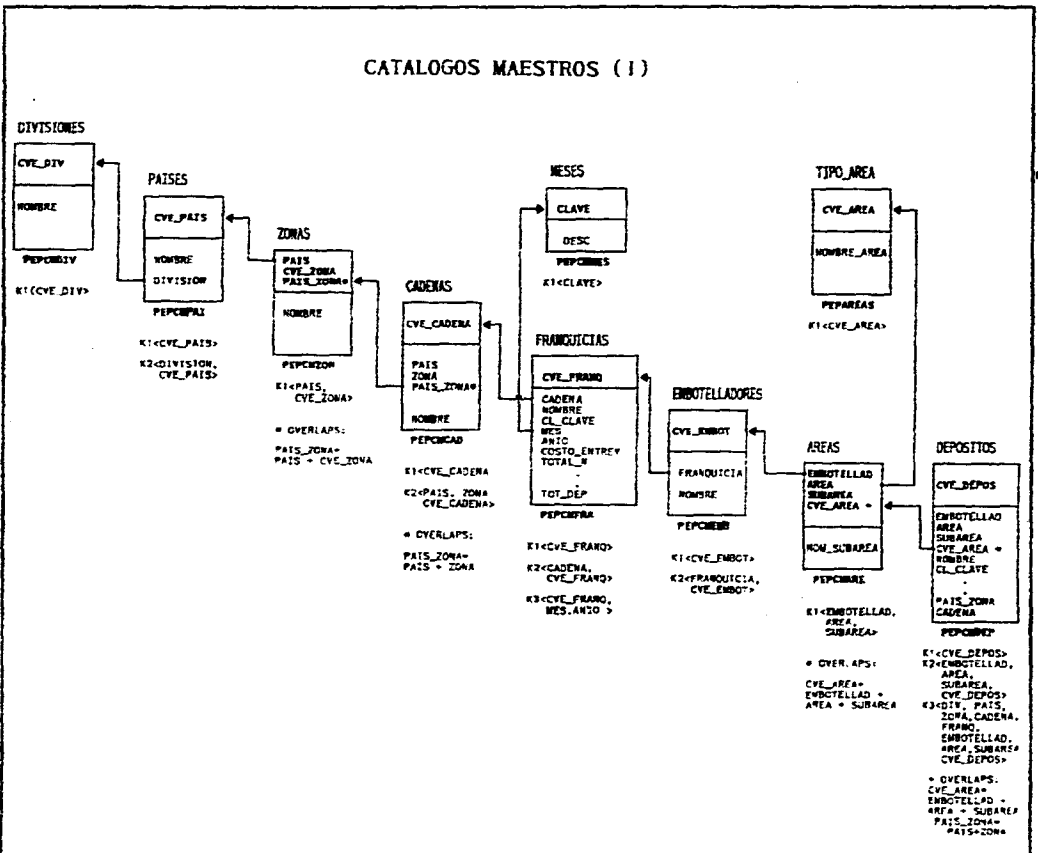 CATALOGOS MAESTROS (I)
DIVISIONES
CVE_DIV
NOMBRE
PEPCMDIV
K1(CVE_DIV>
PAISES
CVE_PAIS
NOMBRE
DIVISION
PEPCMPAI
K1<CVE_PAIS>
K2<DIVISION,
CVE_PAIS>
ZONAS
PAIS
CVE_ZONA
PAIS_ZONA*
NOMBRE
PEPCMZON
K1<PAIS,
CVE_ZONA>
* OVERLAPS:
PAIS_ZONA=
PAIS + CVE_ZONA
CADENAS
CVE_CADENA
PAIS
ZONA
PAIS_ZONA*
NOMBRE
PEPCMCAD
K1<CVE_CADENA
K2<PAIS, ZONA
CVE_CADENA>
* OVERLAPS:
PAIS_ZONA=
PAIS + ZONA
MESES
CLAVE
DESC
PEPCMMES
K1<CLAVE>
FRANQUICIAS
CVE_FRANQ
CADENA
NOMBRE
CL_CLAVE
MES
ANIO
COSTO_ENTREV
TOTAL_N
.
.
TOT_DEP
PEPCMFRA
K1<CVE_FRANQ>
K2<CADENA,
CVE_FRANQ>
K3<CVE_FRANQ,
MES,ANIO >
EMBOTELLADORES
CVE_EMBOT
FRANQUICIA
NOMBRE
PEPCMEMB
K1<CVE_EMBOT>
K2<FRANQUICIA,
CVE_EMBOT>
TIPO_AREA
CVE_AREA
NOMBRE_AREA
PEPAREAS
K1<CVE_AREA>
AREAS
EMBOTELLAD
AREA
SUBAREA
CVE_AREA *
NOM_SUBAREA
PEPCMARE
K1<EMBOTELLAD,
AREA,
SUBAREA>
* OVERLAPS:
CVE_AREA=
EMBOTELLAD +
AREA + SUBAREA
DEPOSITOS
CVE_DEPOS
EMBOTELLAD
AREA
SUBAREA
CVE_AREA *
NOMBRE
CL_CLAVE
.
.
PAIS_ZONA
CADENA
PEPCMDEP
K1<CVE_DEPOS>
K2<EMBOTELLAD,
AREA,
SUBAREA,
CVE_DEPOS>
K3<DIV, PAIS,
ZONA,CADENA,
FRANQ,
EMBOTELLAD,
AREA,SUBAREA
CVE_DEPOS>
* OVERLAPS:
CVE_AREA=
EMBOTELLAD +
AREA + SUBAREA
PAIS_ZONA=
PAIS+ZONA